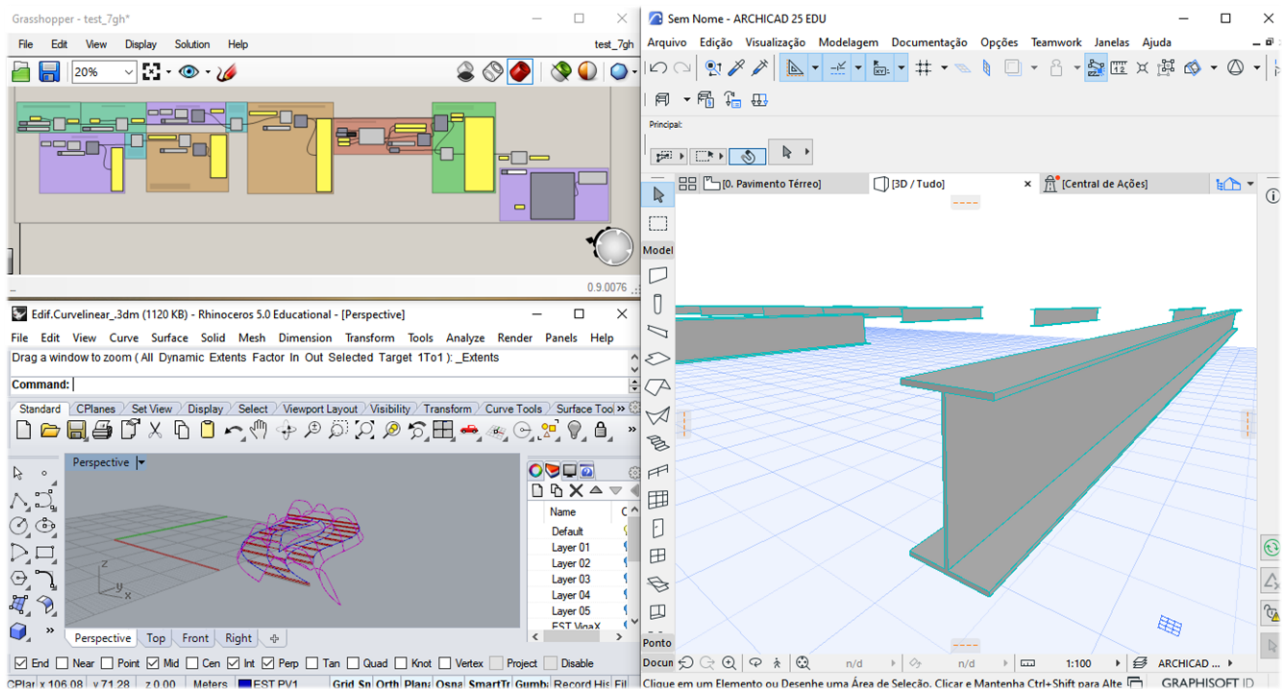 Grasshopper - test_7gh*
File Edit View Display Solution Help test_7gh
20%
0.9.0076
Edif.Curvelinear_.3dm (1120 KB) - Rhinoceros 5.0 Educational - [Perspective]
File Edit View Curve Surface Solid Mesh Dimension Transform Tools Analyze Render Panels Help
Drag a window to zoom ( All Dynamic Extents Factor In Out Selected Target 1To1 ): _Extents
Command:
Standard CPlanes Set View Display Select Viewport Layout Visibility Transform Curve Tools Surface Too »
Perspective
Name
Default
Layer 01
Layer 02
Layer 03
Layer 04
Layer 05
EST VigaX
z
y
x
Perspective Top Front Right
End Near Point Mid Cen Int Perp Tan Quad Knot Vertex Project Disable
CPlar x 106.08 y 71.28 z 0.00 Meters EST PV1 Grid Sn Orth Plana Osna SmartTr Gumba Record His Fil
Sem Nome - ARCHICAD 25 EDU
Arquivo Edição Visualização Modelagem Documentação Opções Teamwork Janelas Ajuda
Principal:
[0. Pavimento Térreo] [3D / Tudo] [Central de Ações]
Model
Ponto
Docun n/d n/d 1:100 ARCHICAD ...
Clique em um Elemento ou Desenhe uma Área de Seleção. Clicar e Mantenha Ctrl+Shift para Alte GRAPHISOFT ID